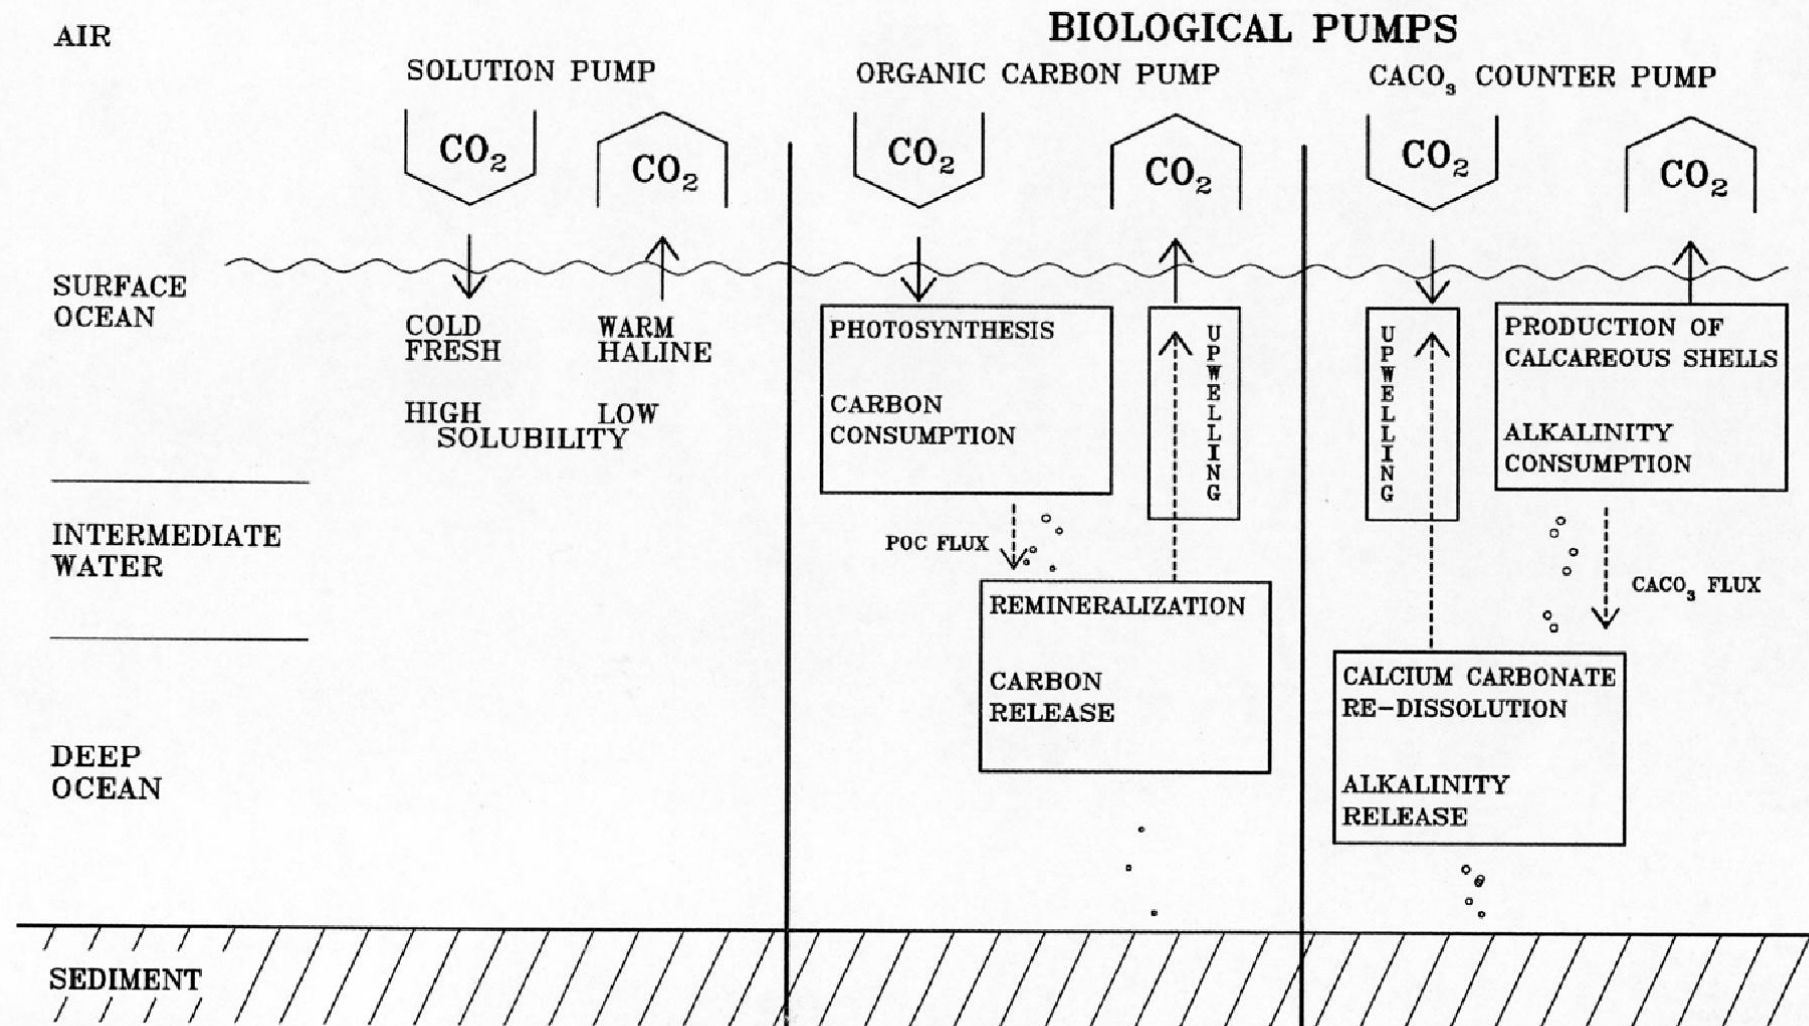 AIR
BIOLOGICAL PUMPS
SOLUTION PUMP
ORGANIC CARBON PUMP
CACO₃ COUNTER PUMP
CO₂
CO₂
CO₂
CO₂
CO₂
CO₂
SURFACE
OCEAN
COLD
FRESH
WARM
HALINE
HIGH
LOW
SOLUBILITY
PHOTOSYNTHESIS
CARBON
CONSUMPTION
UPWELLING
UPWELLING
PRODUCTION OF
CALCAREOUS SHELLS
ALKALINITY
CONSUMPTION
INTERMEDIATE
WATER
POC FLUX
CACO₃ FLUX
REMINERALIZATION
CARBON
RELEASE
CALCIUM CARBONATE
RE-DISSOLUTION
ALKALINITY
RELEASE
DEEP
OCEAN
SEDIMENT